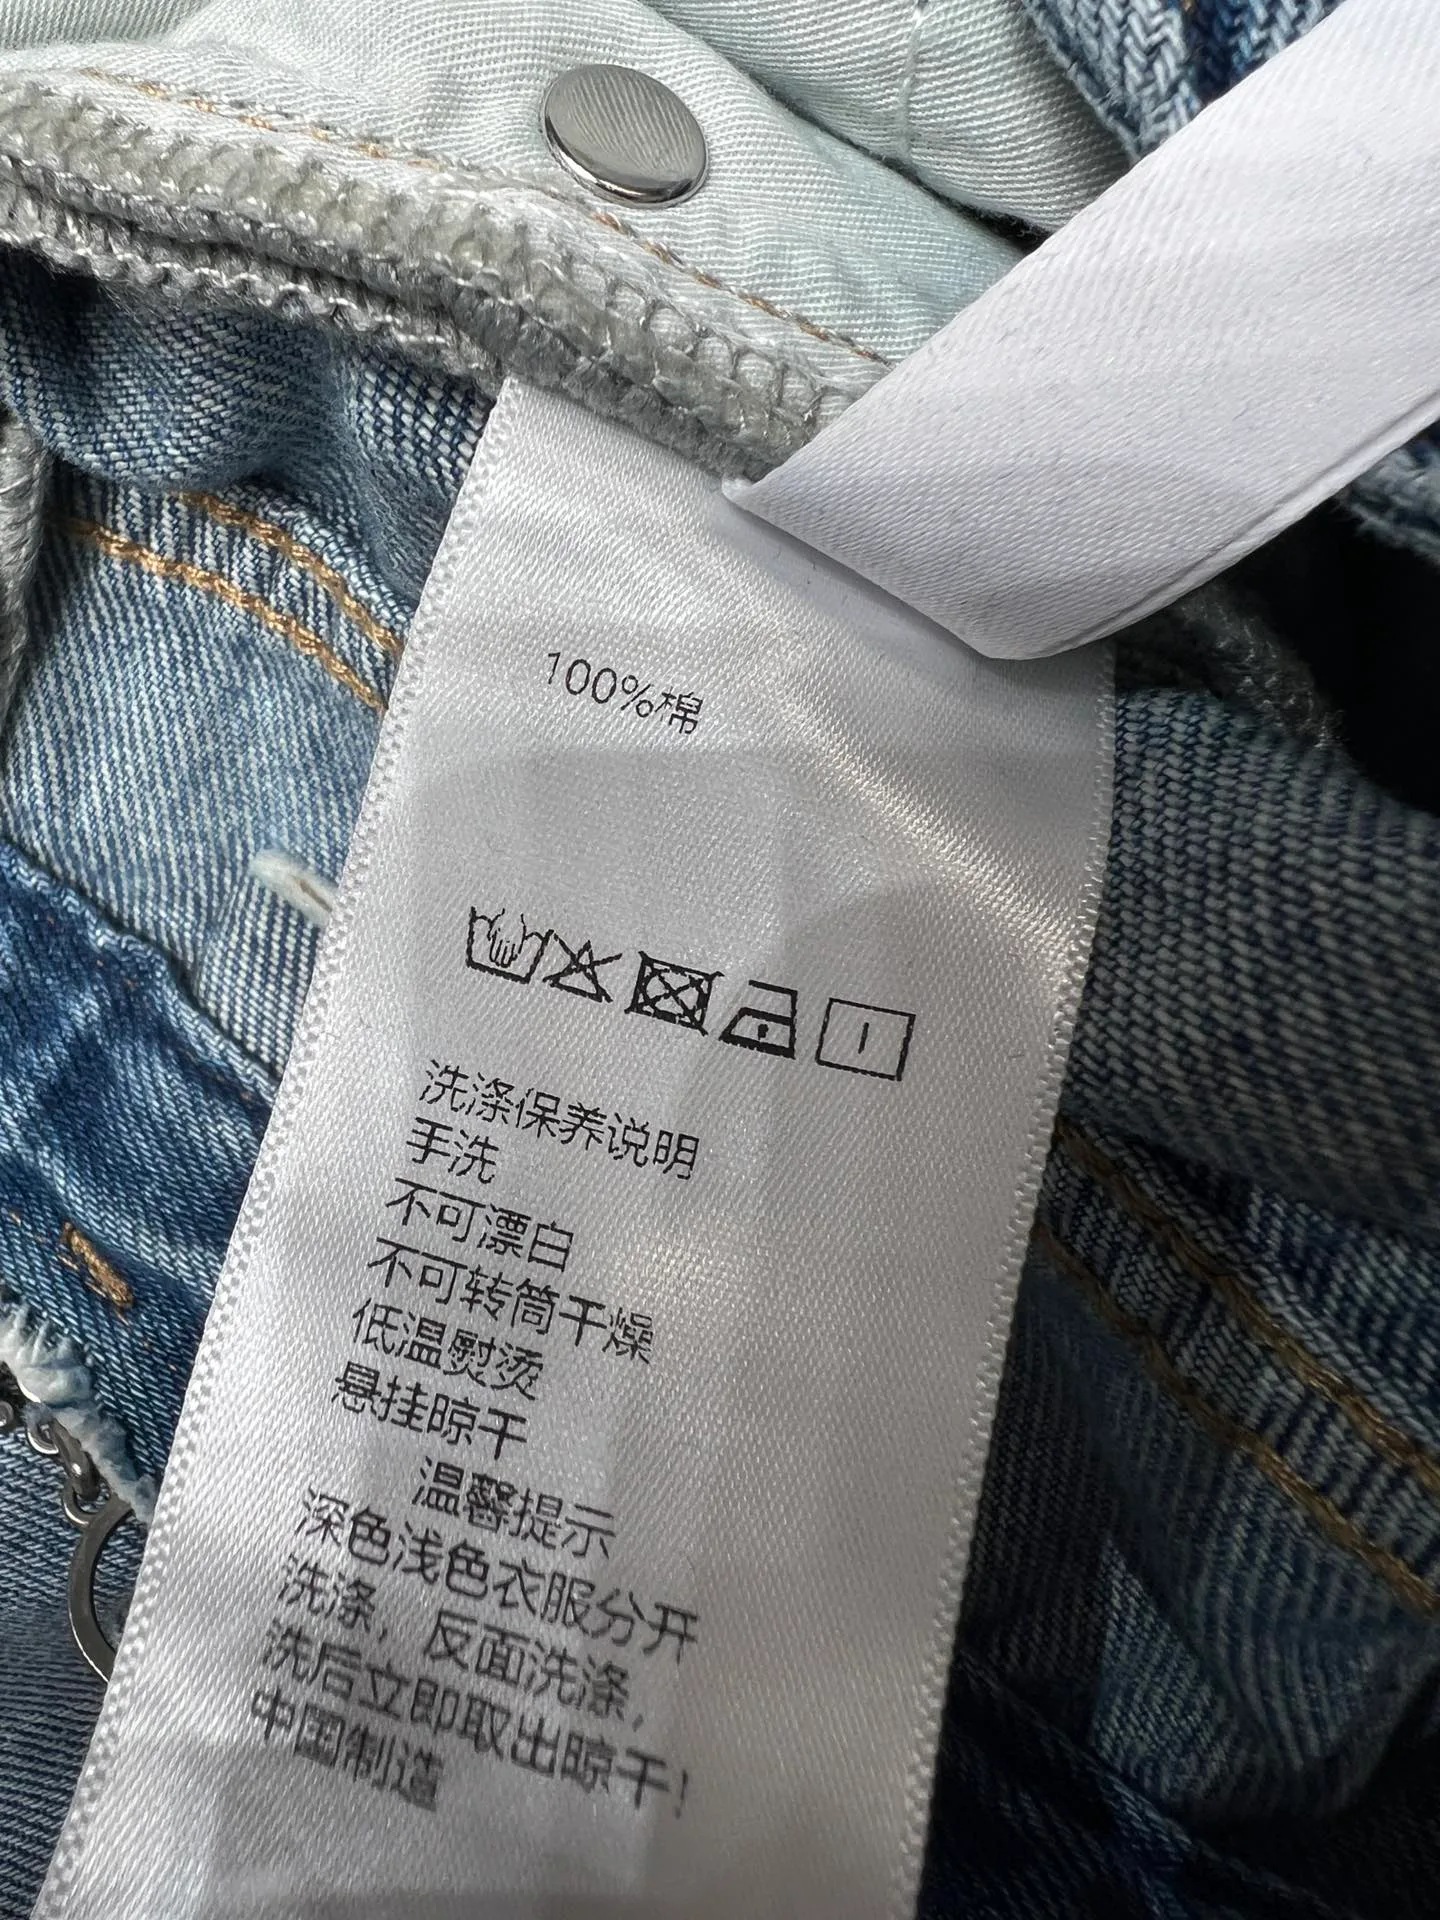 100%棉
洗涤保养说明
手洗
不可漂白
不可转筒干燥
低温熨烫
悬挂晾干
温馨提示
深色浅色衣服分开
洗涤，反面洗涤，
洗后立即取出晾干！
中国制造